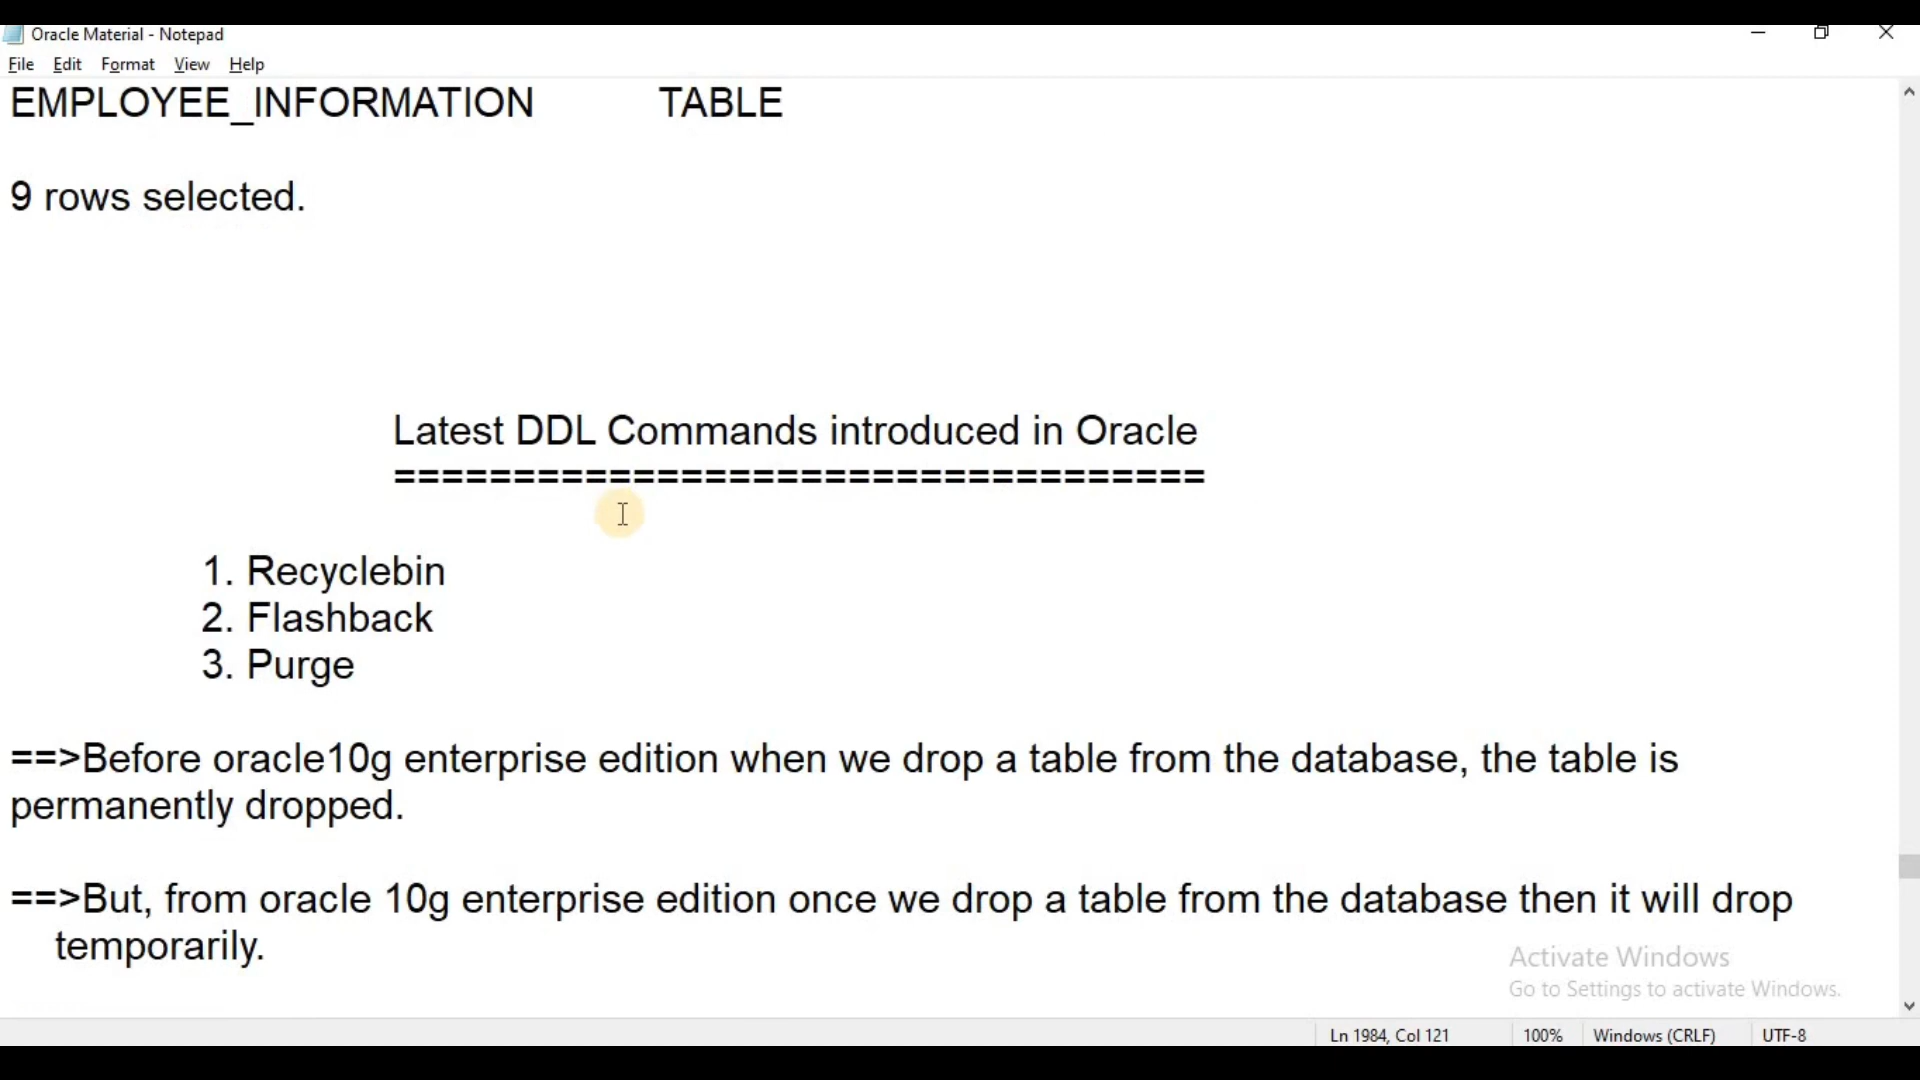 Oracle Material - Notepad
File Edit Format View Help
EMPLOYEE_INFORMATION TABLE
9 rows selected.
Latest DDL Commands introduced in Oracle
==================================
1. Recyclebin
2. Flashback
3. Purge
==>Before oracle10g enterprise edition when we drop a table from the database, the table is
permanently dropped.
==>But, from oracle 10g enterprise edition once we drop a table from the database then it will drop
temporarily.
Activate Windows
Go to Settings to activate Windows.
Ln 1984, Col 121 100% Windows (CRLF) UTF-8